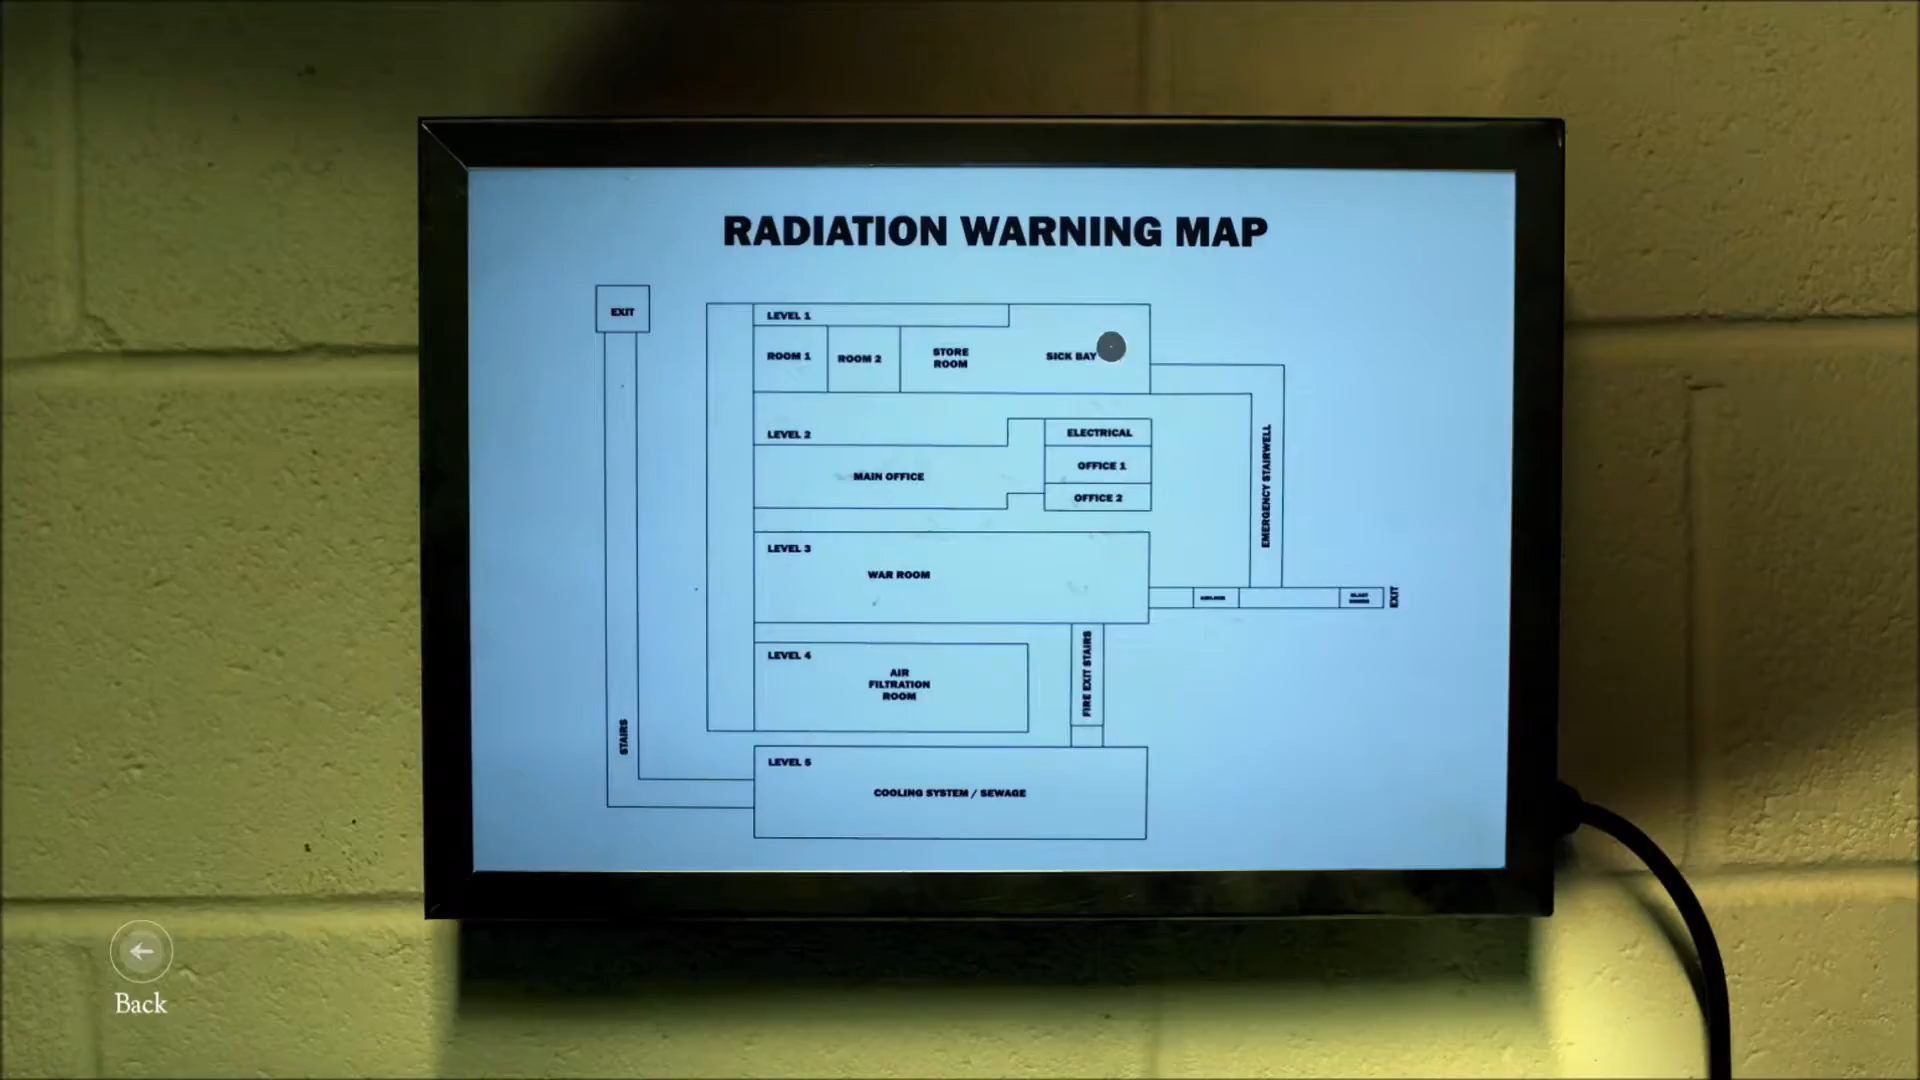 RADIATION WARNING MAP
EXIT
LEVEL 1
ROOM 1
ROOM 2
STORE
ROOM
SICK BAY
LEVEL 2
ELECTRICAL
OFFICE 1
MAIN OFFICE
OFFICE 2
EMERGENCY STAIRWELL
LEVEL 3
WAR ROOM
EXIT
LEVEL 4
AIR
FILTRATION
ROOM
FIRE EXIT STAIRS
STAIRS
LEVEL 5
COOLING SYSTEM / SEWAGE
Back